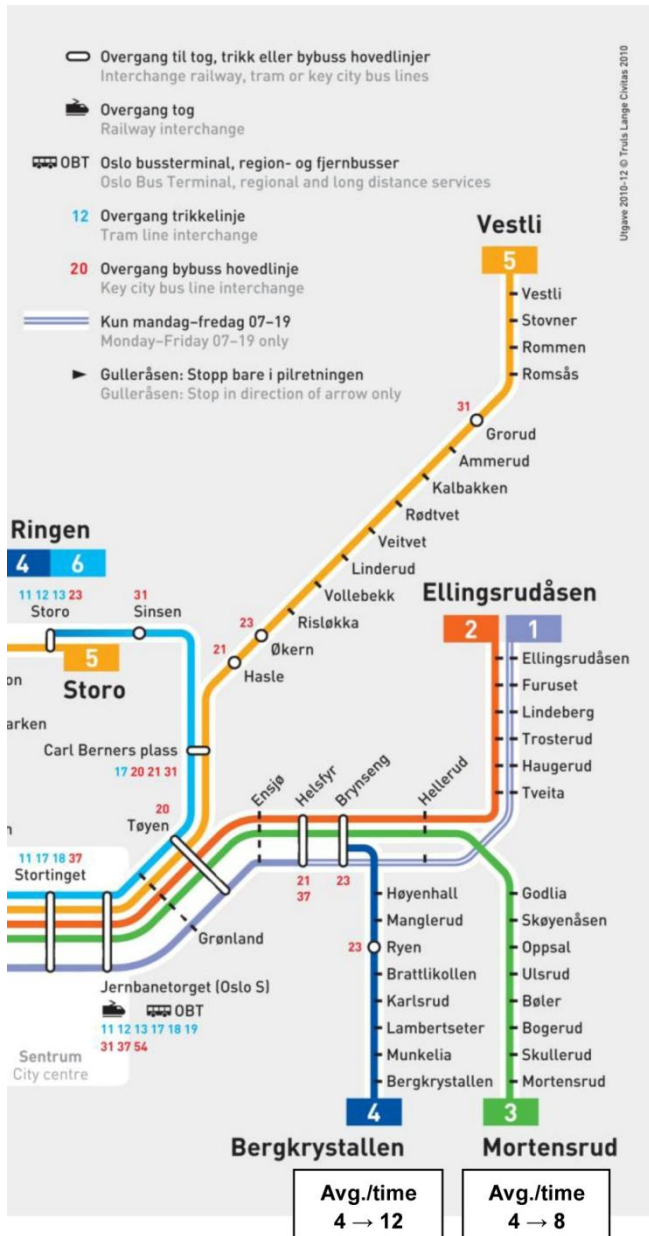 Overgang til tog, trikk eller bybuss hovedlinjer
Interchange railway, tram or key city bus lines
Overgang tog
Railway interchange
OBT Oslo bussterminal, region- og fjernbusser
Oslo Bus Terminal, regional and long distance services
12 Overgang trikkelinje
Tram line interchange
20 Overgang bybuss hovedlinje
Key city bus line interchange
Kun mandag–fredag 07–19
Monday–Friday 07–19 only
► Gulleråsen: Stopp bare i pilretningen
Gulleråsen: Stop in direction of arrow only
Utgave 2010-12 © Truls Lange Civitas 2010
Vestli
5
Vestli
Stovner
Rommen
Romsås
31
Grorud
Ammerud
Kalbakken
Rødtvet
Veitvet
Linderud
Vollebekk
Risløkka
23
Økern
21
Hasle
Ringen
4 6
11 12 13 23
Storo
31
Sinsen
5
Storo
on
arken
Carl Berners plass
17 20 21 31
20
Tøyen
n
11 17 18 37
Stortinget
Grønland
Jernbanetorget (Oslo S)
OBT
11 12 13 17 18 19
31 37 54
Sentrum
City centre
Ellingsrudåsen
2 1
Ellingsrudåsen
Furuset
Lindeberg
Trosterud
Haugerud
Tveita
Ensjø
Helsfyr
Brynseng
Hellerud
21
37
23
Høyenhall
Manglerud
23 Ryen
Brattlikollen
Karlsrud
Lambertseter
Munkelia
Bergkrystallen
4
Bergkrystallen
Godlia
Skøyenåsen
Oppsal
Ulsrud
Bøler
Bogerud
Skullerud
Mortensrud
3
Mortensrud
Avg./time
4 → 12
Avg./time
4 → 8